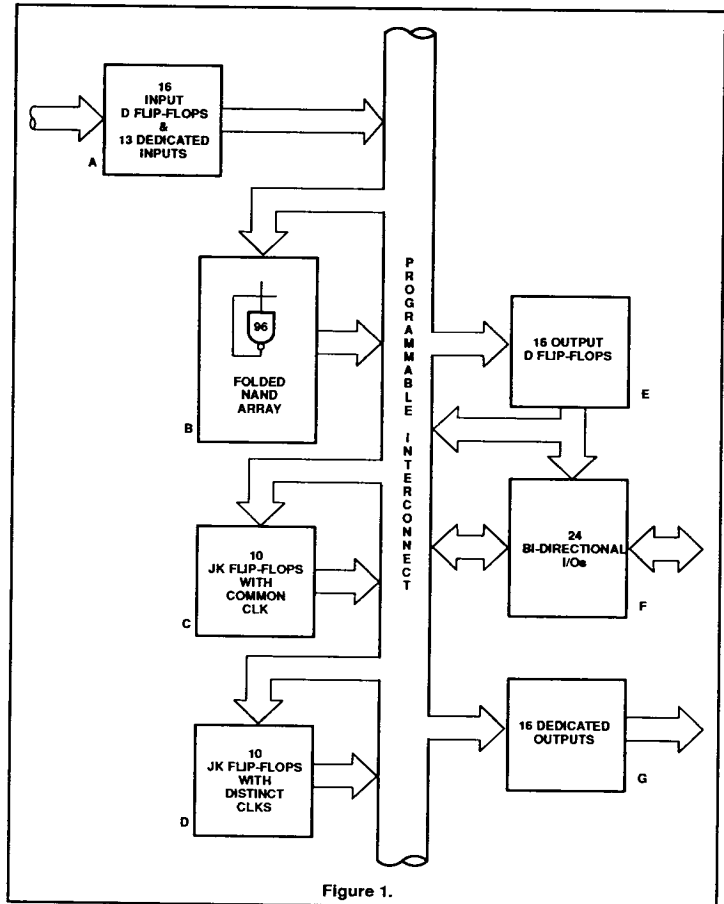 16
INPUT
D FLIP-FLOPS
&
13 DEDICATED
INPUTS
A
96
FOLDED
NAND
ARRAY
B
10
JK FLIP-FLOPS
WITH
COMMON
CLK
C
10
JK FLIP-FLOPS
WITH
DISTINCT
CLKS
D
PROGRAMMABLE INTERCONNECT
16 OUTPUT
D FLIP-FLOPS
E
24
BI-DIRECTIONAL
I/Os
F
16 DEDICATED
OUTPUTS
G
Figure 1.